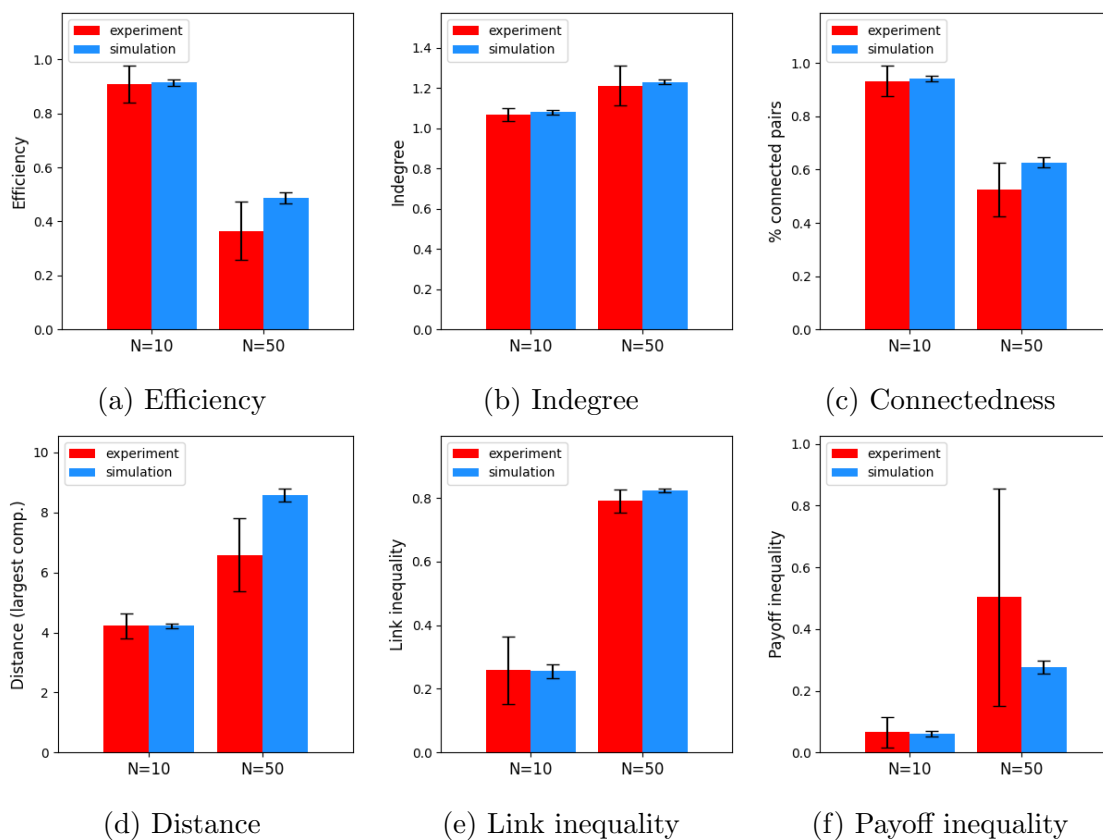 experiment
simulation
1.0
0.8
0.6
0.4
0.2
0.0
Efficiency
N=10
N=50
(a) Efficiency
experiment
simulation
1.4
1.2
1.0
0.8
0.6
0.4
0.2
0.0
Indegree
N=10
N=50
(b) Indegree
experiment
simulation
1.0
0.8
0.6
0.4
0.2
0.0
% connected pairs
N=10
N=50
(c) Connectedness
experiment
simulation
10
8
6
4
2
0
Distance (largest comp.)
N=10
N=50
(d) Distance
experiment
simulation
0.8
0.6
0.4
0.2
0.0
Link inequality
N=10
N=50
(e) Link inequality
experiment
simulation
1.0
0.8
0.6
0.4
0.2
0.0
Payoff inequality
N=10
N=50
(f) Payoff inequality